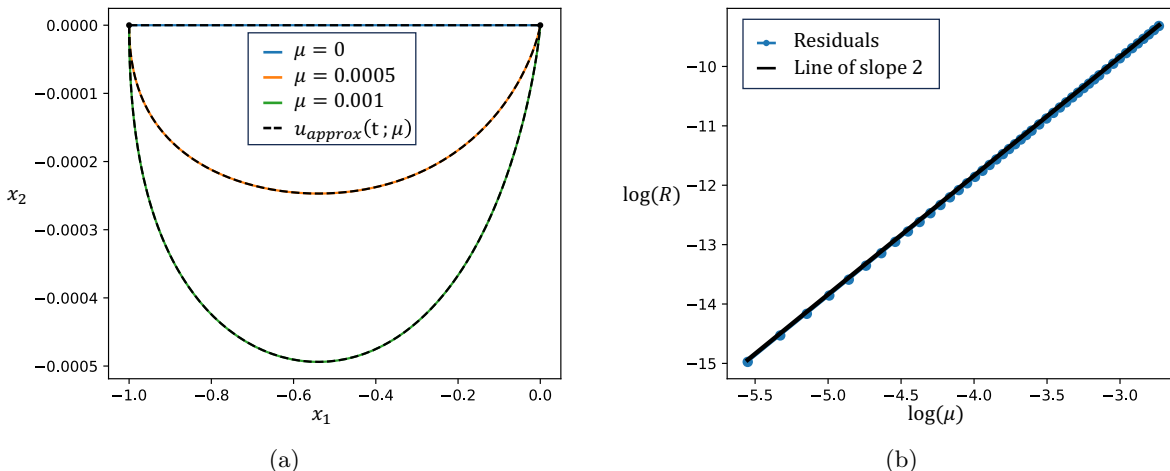 0.0000
−0.0001
−0.0002
−0.0003
−0.0004
−0.0005
x₂
μ = 0
μ = 0.0005
μ = 0.001
u_approx(t ; μ)
−1.0 −0.8 −0.6 −0.4 −0.2 0.0
x₁
(a)
−10
−11
−12
−13
−14
−15
log(R)
Residuals
Line of slope 2
−5.5 −5.0 −4.5 −4.0 −3.5 −3.0
log(μ)
(b)